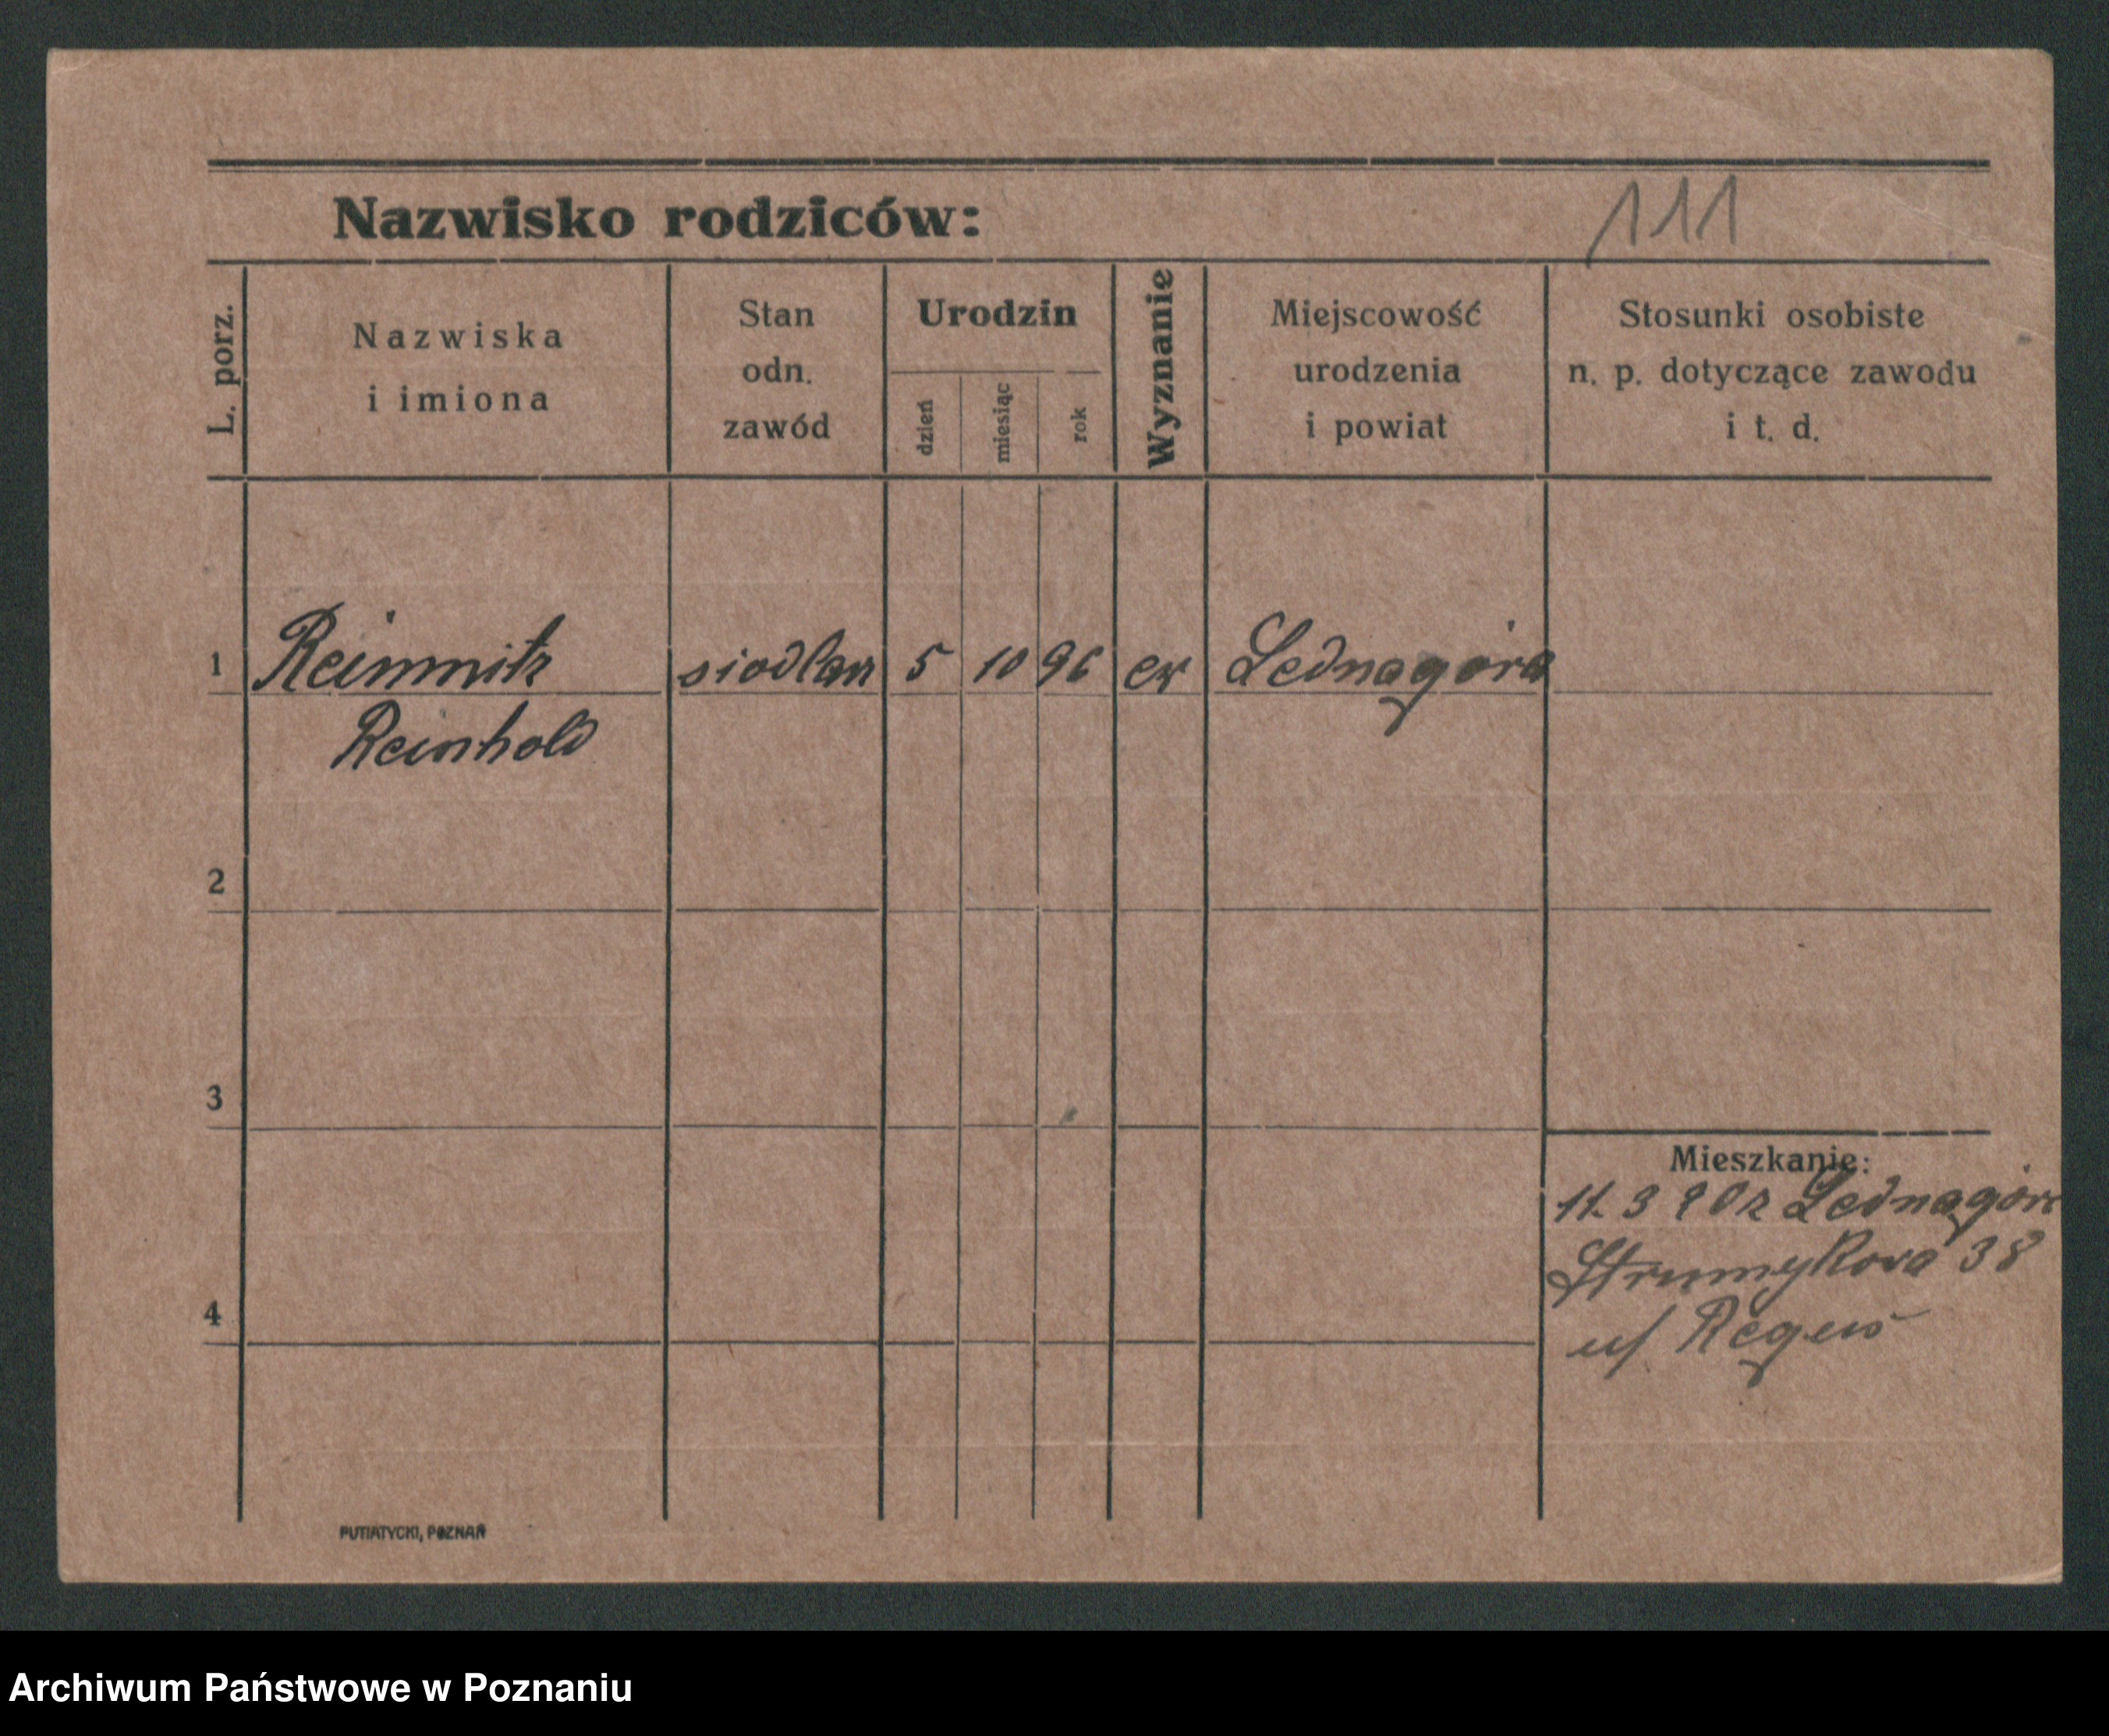 111
Nazwisko rodziców:
L. porz.
Nazwiska
i imiona
Stan
odn.
zawód
Urodzin
dzień
miesiąc
rok
Wyznanie
Miejscowość
urodzenia
i powiat
Stosunki osobiste
n. p. dotyczące zawodu
i t. d.
1 Reimnitz siodlarz 5 10 96 ew Lednagóra
Reinhold
2
3
Mieszkanie:
11. 3 z Lednagóra
Strumykowa 38
4
u/
PUTIATYCKI, POZNAŃ
Archiwum Państwowe w Poznaniu